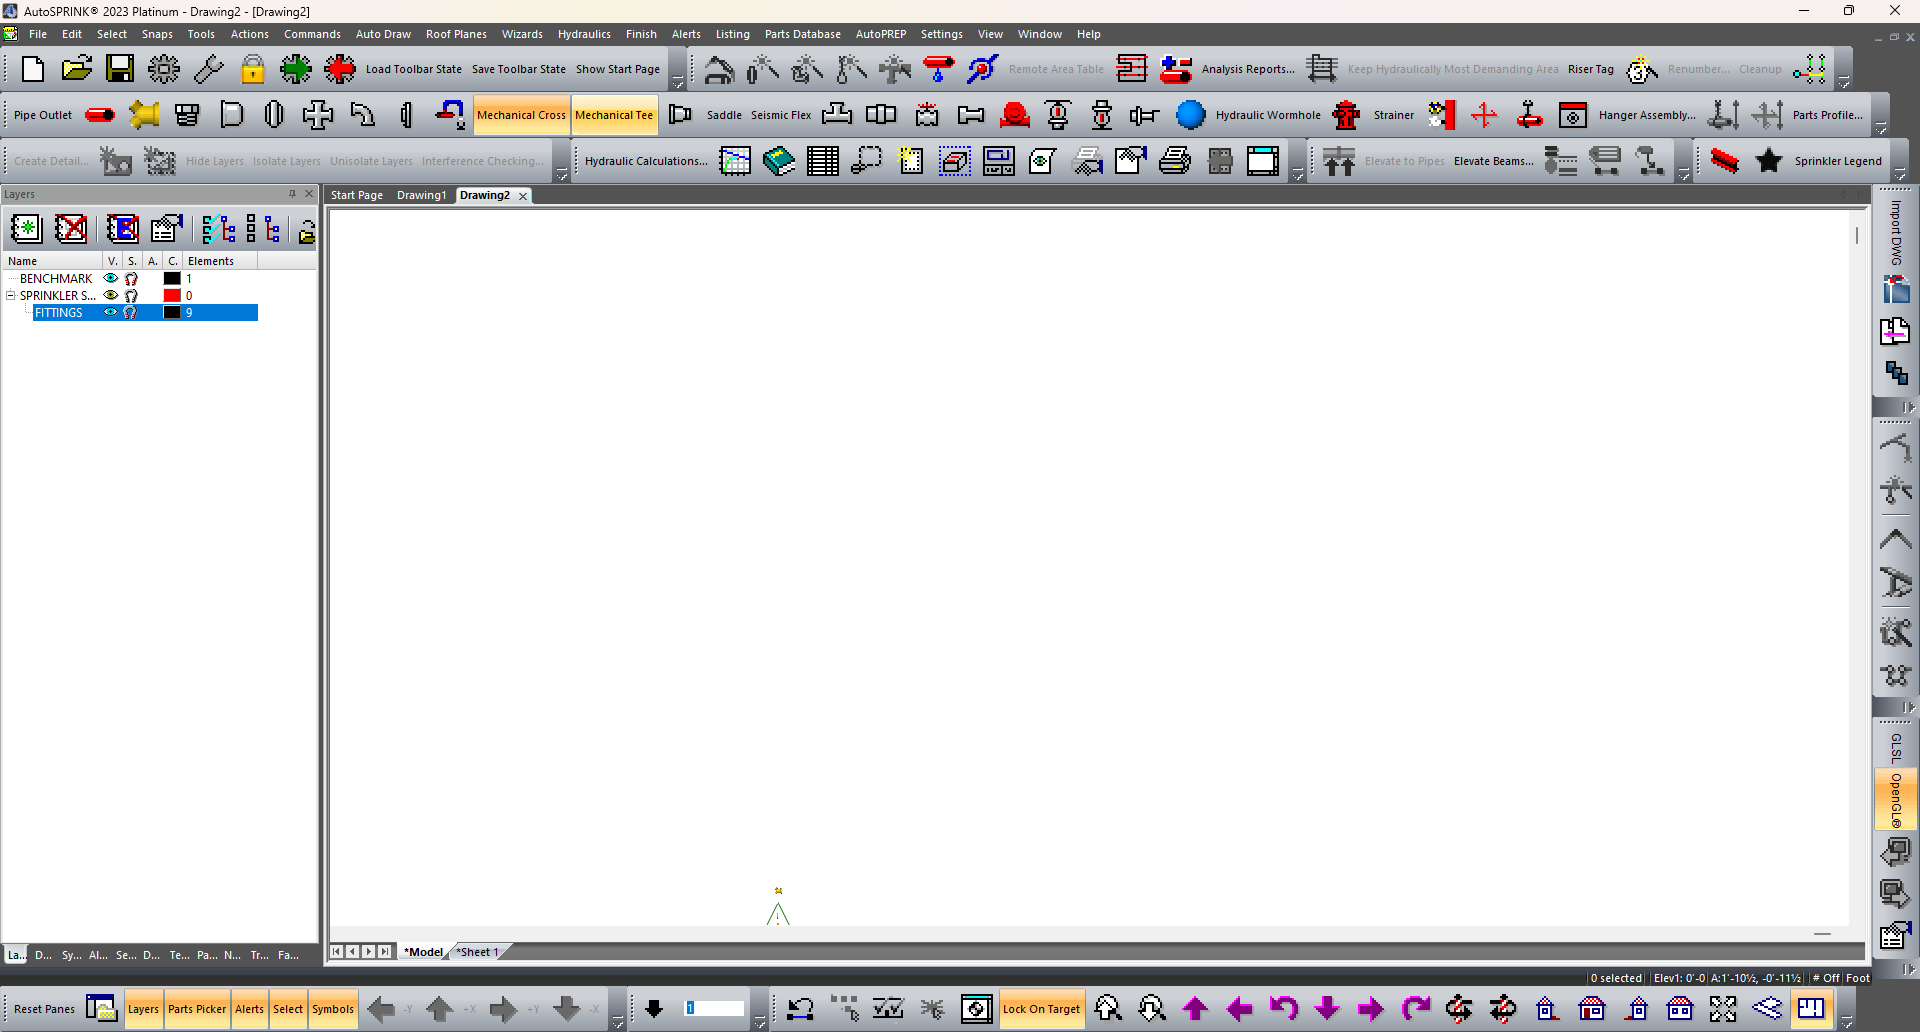 AutoSPRINK® 2023 Platinum - Drawing2 - [Drawing2]
File Edit Select Snaps Tools Actions Commands Auto Draw Roof Planes Wizards Hydraulics Finish Alerts Listing Parts Database AutoPREP Settings View Window Help
Load Toolbar State Save Toolbar State Show Start Page Remote Area Table Analysis Reports... Keep Hydraulically Most Demanding Area Riser Tag Renumber... Cleanup
Pipe Outlet Mechanical Cross Mechanical Tee Saddle Seismic Flex Hydraulic Wormhole Strainer Hanger Assembly... Parts Profile...
Create Detail... Hide Layers Isolate Layers Unisolate Layers Interference Checking... Hydraulic Calculations... Elevate to Pipes Elevate Beams... Sprinkler Legend
Layers
Start Page Drawing1 Drawing2
Import DWG
Name V. S. A. C. Elements
BENCHMARK 1
SPRINKLER S... 0
FITTINGS 9
GLSL
OpenGL®
La... D... Sy... Al... Se... D... Te... Pa... N... Tr... Fa...
*Model *Sheet 1
0 selected Elev1: 0'-0 A:1'-10½, -0'-11½ # Off Foot
Reset Panes Layers Parts Picker Alerts Select Symbols -Y +X +Y -X 1 Lock On Target